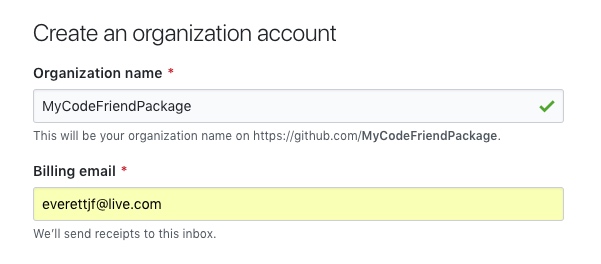 Create an organization account
Organization name *
MyCodeFriendPackage
This will be your organization name on https://github.com/MyCodeFriendPackage.
Billing email *
everettjf@live.com
We'll send receipts to this inbox.